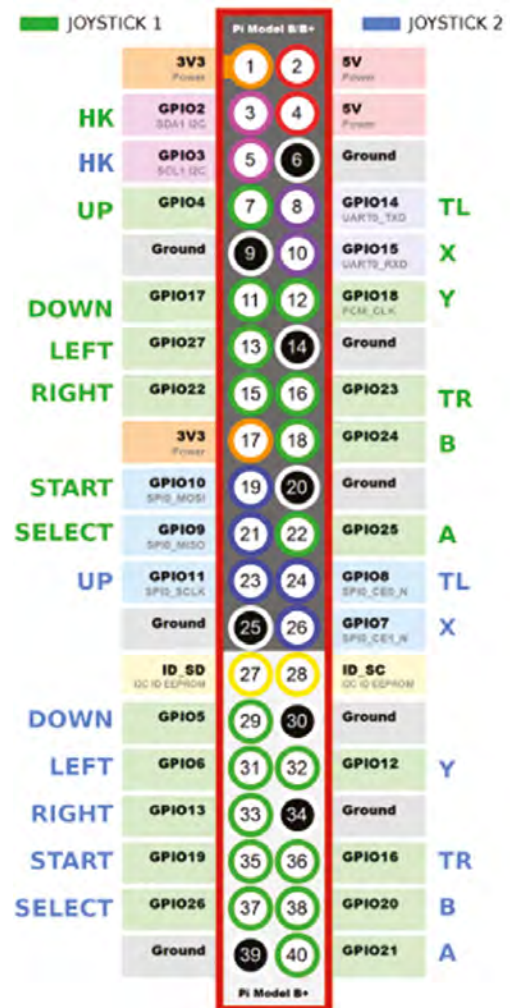 JOYSTICK 1
Pi Model B/B+
JOYSTICK 2
3V3
Power
1
2
5V
Power
HK
GPIO2
SDA1 I2C
3
4
5V
Power
HK
GPIO3
SCL1 I2C
5
6
Ground
UP
GPIO4
7
8
GPIO14
UART0_TXD
TL
Ground
9
10
GPIO15
UART0_RXD
X
DOWN
GPIO17
11
12
GPIO18
PCM_CLK
Y
LEFT
GPIO27
13
14
Ground
RIGHT
GPIO22
15
16
GPIO23
TR
3V3
Power
17
18
GPIO24
B
START
GPIO10
SPI0_MOSI
19
20
Ground
SELECT
GPIO9
SPI0_MISO
21
22
GPIO25
A
UP
GPIO11
SPI0_SCLK
23
24
GPIO8
SPI0_CE0_N
TL
Ground
25
26
GPIO7
SPI0_CE1_N
X
ID_SD
I2C ID EEPROM
27
28
ID_SC
I2C ID EEPROM
DOWN
GPIO5
29
30
Ground
LEFT
GPIO6
31
32
GPIO12
Y
RIGHT
GPIO13
33
34
Ground
START
GPIO19
35
36
GPIO16
TR
SELECT
GPIO26
37
38
GPIO20
B
Ground
39
40
GPIO21
A
Pi Model B+